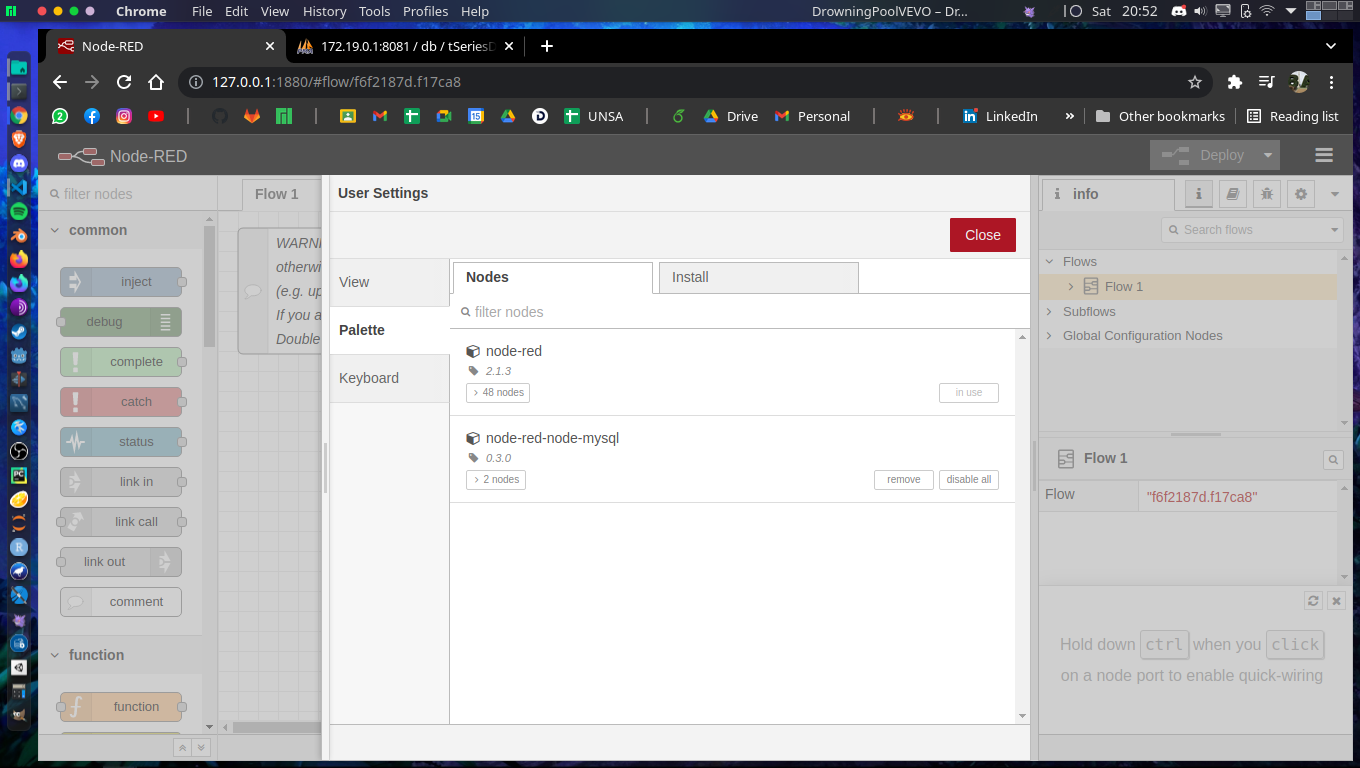 Chrome File Edit View History Tools Profiles Help DrowningPoolVEVO – Dr... Sat 20:52
Node-RED 172.19.0.1:8081 / db / tSeries
127.0.0.1:1880/#flow/f6f2187d.f17ca8
UNSA Drive Personal LinkedIn » Other bookmarks Reading list
Node-RED Deploy
filter nodes
common
inject
debug
complete
catch
status
link in
link call
link out
comment
function
function
Flow 1
WARN
otherwi
(e.g. up
If you a
Double
User Settings
Close
View
Palette
Keyboard
Nodes Install
filter nodes
node-red
2.1.3
48 nodes in use
node-red-node-mysql
0.3.0
2 nodes remove disable all
info
Search flows
Flows
Flow 1
Subflows
Global Configuration Nodes
Flow 1
Flow "f6f2187d.f17ca8"
Hold down ctrl when you click
on a node port to enable quick-wiring